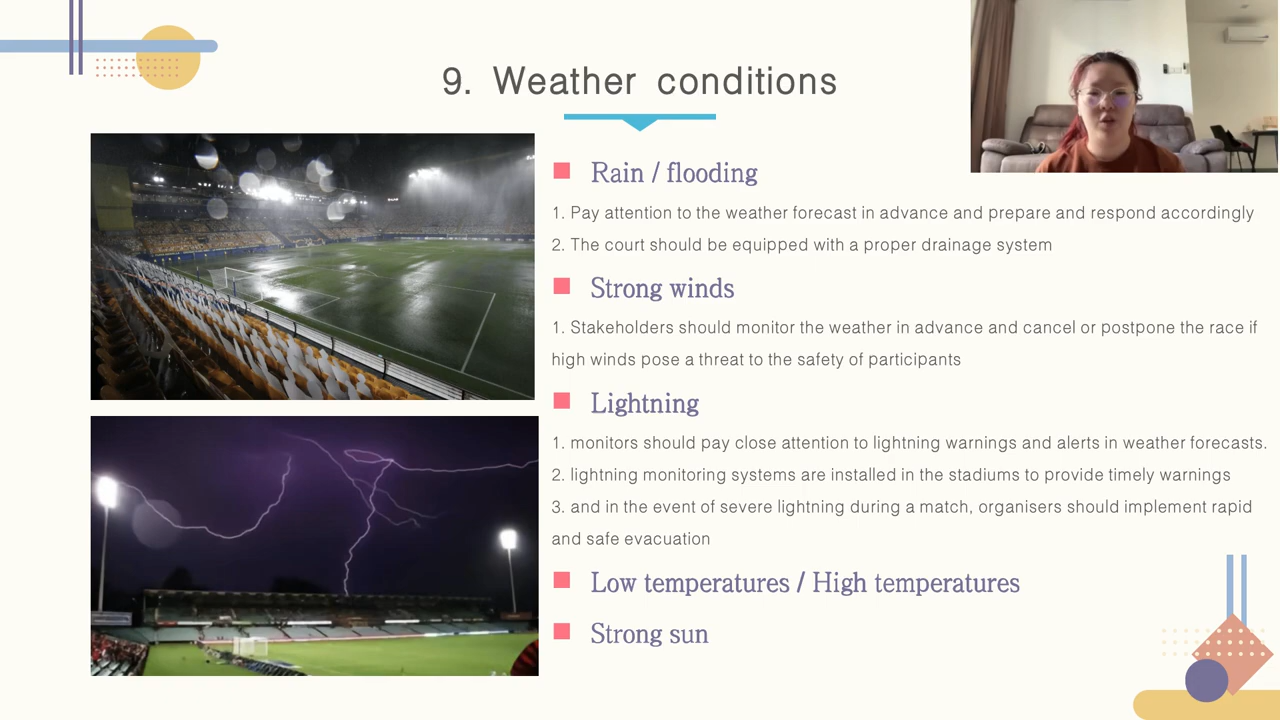 9. Weather conditions
Rain / flooding
1. Pay attention to the weather forecast in advance and prepare and respond accordingly
2. The court should be equipped with a proper drainage system
Strong winds
1. Stakeholders should monitor the weather in advance and cancel or postpone the race if
high winds pose a threat to the safety of participants
Lightning
1. monitors should pay close attention to lightning warnings and alerts in weather forecasts.
2. lightning monitoring systems are installed in the stadiums to provide timely warnings
3. and in the event of severe lightning during a match, organisers should implement rapid
and safe evacuation
Low temperatures / High temperatures
Strong sun